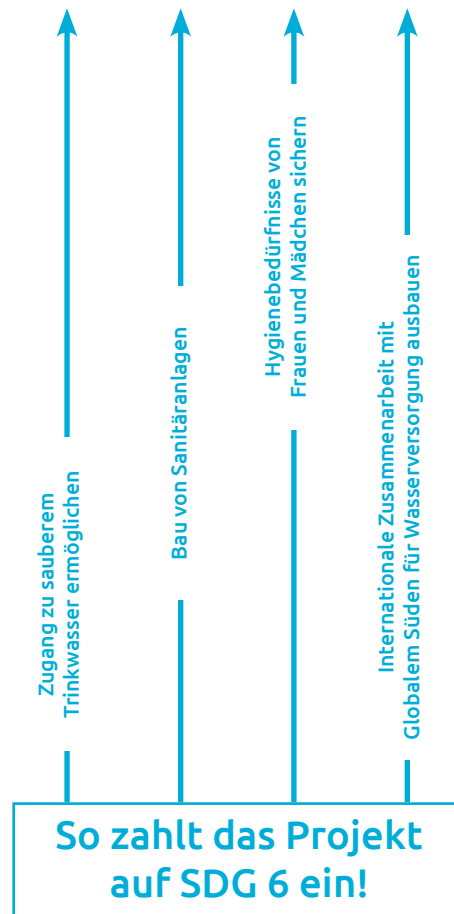 Zugang zu sauberem
Trinkwasser ermöglichen
Bau von Sanitäranlagen
Hygienebedürfnisse von
Frauen und Mädchen sichern
Internationale Zusammenarbeit mit
Globalem Süden für Wasserversorgung ausbauen
So zahlt das Projekt
auf SDG 6 ein!